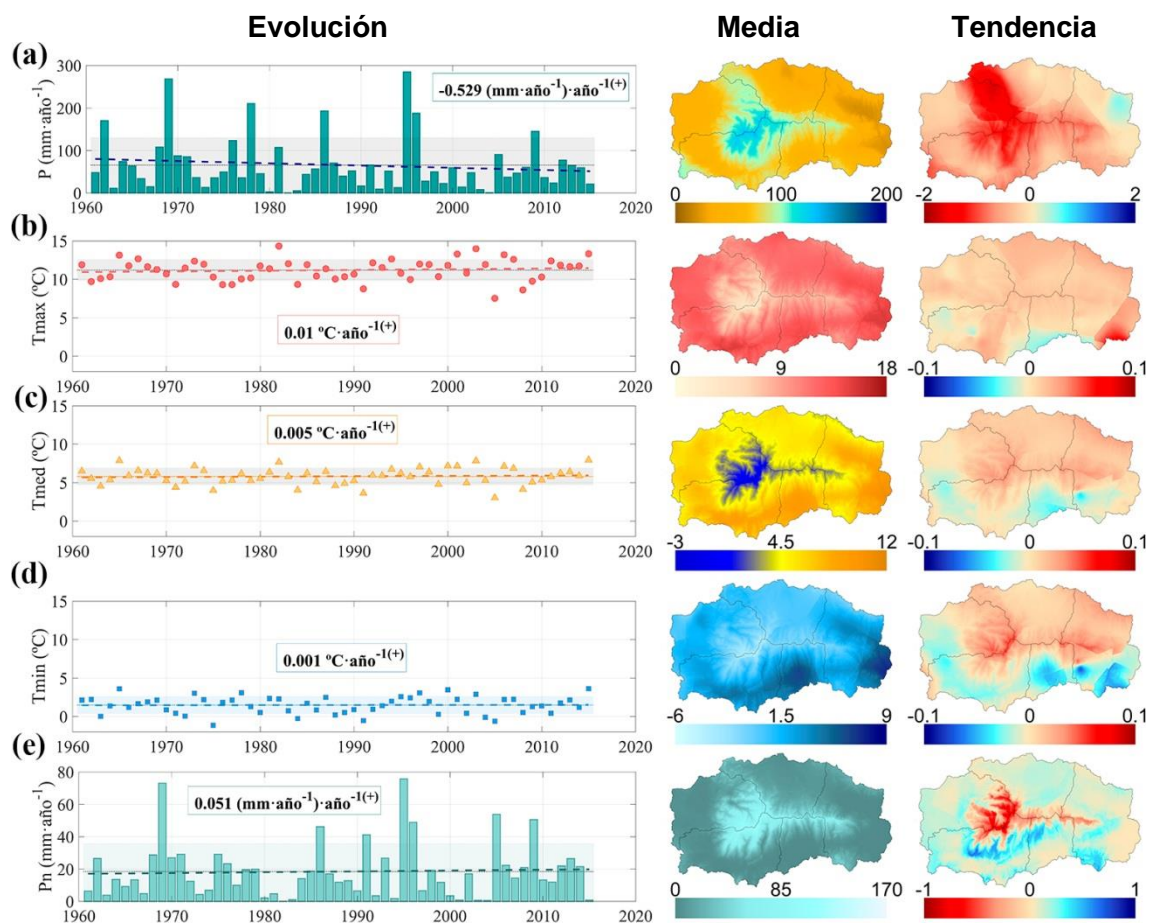 Evolución Media Tendencia
(a)
P (mm·año-1)
300
200
100
0
-0.529 (mm·año-1)·año-1(+)
1960 1970 1980 1990 2000 2010 2020
0 100 200
-2 0 2
(b)
Tmax (ºC)
15
10
5
0
0.01 ºC·año-1(+)
1960 1970 1980 1990 2000 2010 2020
0 9 18
-0.1 0 0.1
(c)
Tmed (ºC)
15
10
5
0
0.005 ºC·año-1(+)
1960 1970 1980 1990 2000 2010 2020
-3 4.5 12
-0.1 0 0.1
(d)
Tmin (ºC)
15
10
5
0
0.001 ºC·año-1(+)
1960 1970 1980 1990 2000 2010 2020
-6 1.5 9
-0.1 0 0.1
(e)
Pn (mm·año-1)
80
60
40
20
0
0.051 (mm·año-1)·año-1(+)
1960 1970 1980 1990 2000 2010 2020
0 85 170
-1 0 1